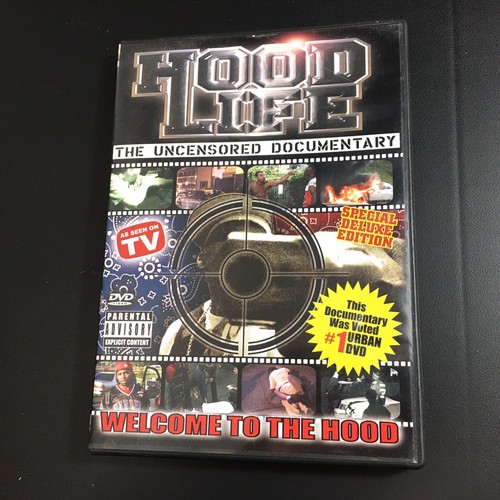 HOOD
LIFE
THE UNCENSORED DOCUMENTARY
AS SEEN ON
TV
SPECIAL
DELUXE
EDITION
DVD
VIDEO
PARENTAL
ADVISORY
EXPLICIT CONTENT
This
Documentary
Was Voted
#1 URBAN
DVD
WELCOME TO THE HOOD